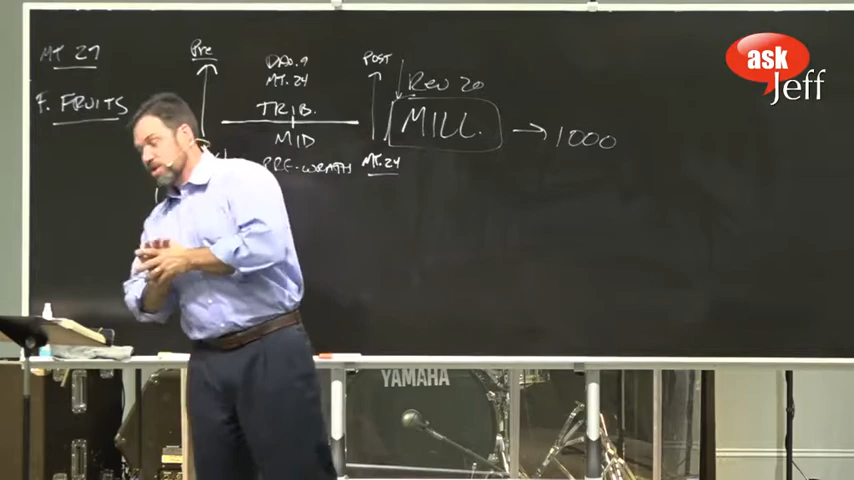 MT 27
F. FRUITS
Pre
DAN. 9
MT. 24
TRIB.
MID
PRE-WRATH
MT. 24
POST
Rev 20
MILL. → 1000
ask
Jeff
YAMAHA